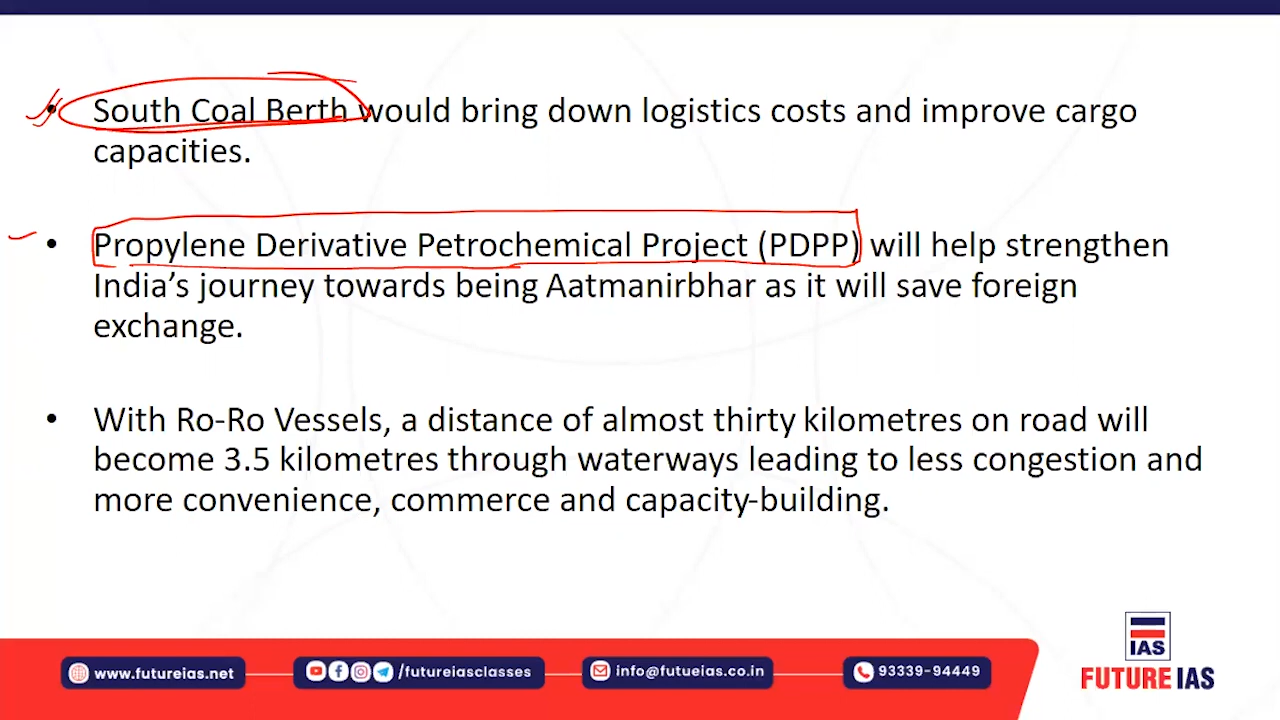 • South Coal Berth would bring down logistics costs and improve cargo
capacities.
• Propylene Derivative Petrochemical Project (PDPP) will help strengthen
India's journey towards being Aatmanirbhar as it will save foreign
exchange.
• With Ro-Ro Vessels, a distance of almost thirty kilometres on road will
become 3.5 kilometres through waterways leading to less congestion and
more convenience, commerce and capacity-building.
IAS
FUTURE IAS
www.futureias.net
/futureiasclasses
info@futueias.co.in
93339-94449